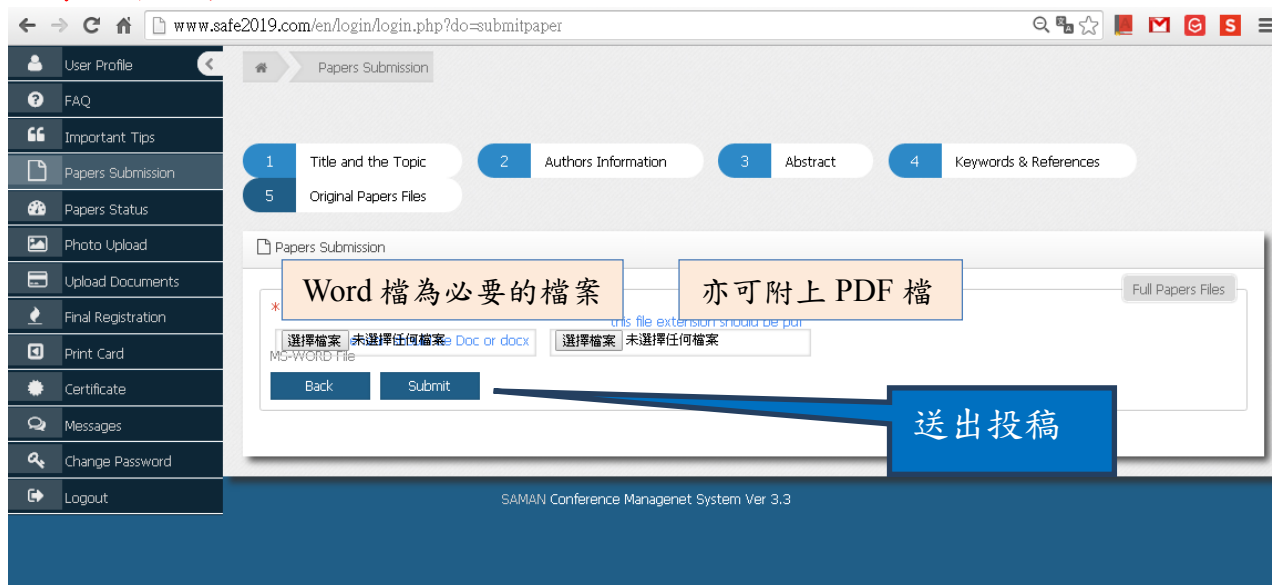 www.safe2019.com/en/login/login.php?do=submitpaper
User Profile
Papers Submission
FAQ
Important Tips
1 Title and the Topic 2 Authors Information 3 Abstract 4 Keywords & References
Papers Submission
5 Original Papers Files
Papers Status
Photo Upload
Papers Submission
Upload Documents
Word 檔為必要的檔案
亦可附上 PDF 檔
Full Papers Files
*
this file extension should be pdf
Final Registration
選擇檔案 未選擇任何檔案 Doc or docx
選擇檔案 未選擇任何檔案
MS-WORD File
Print Card
Back Submit
Certificate
送出投稿
Messages
Change Password
Logout
SAMAN Conference Managenet System Ver 3.3